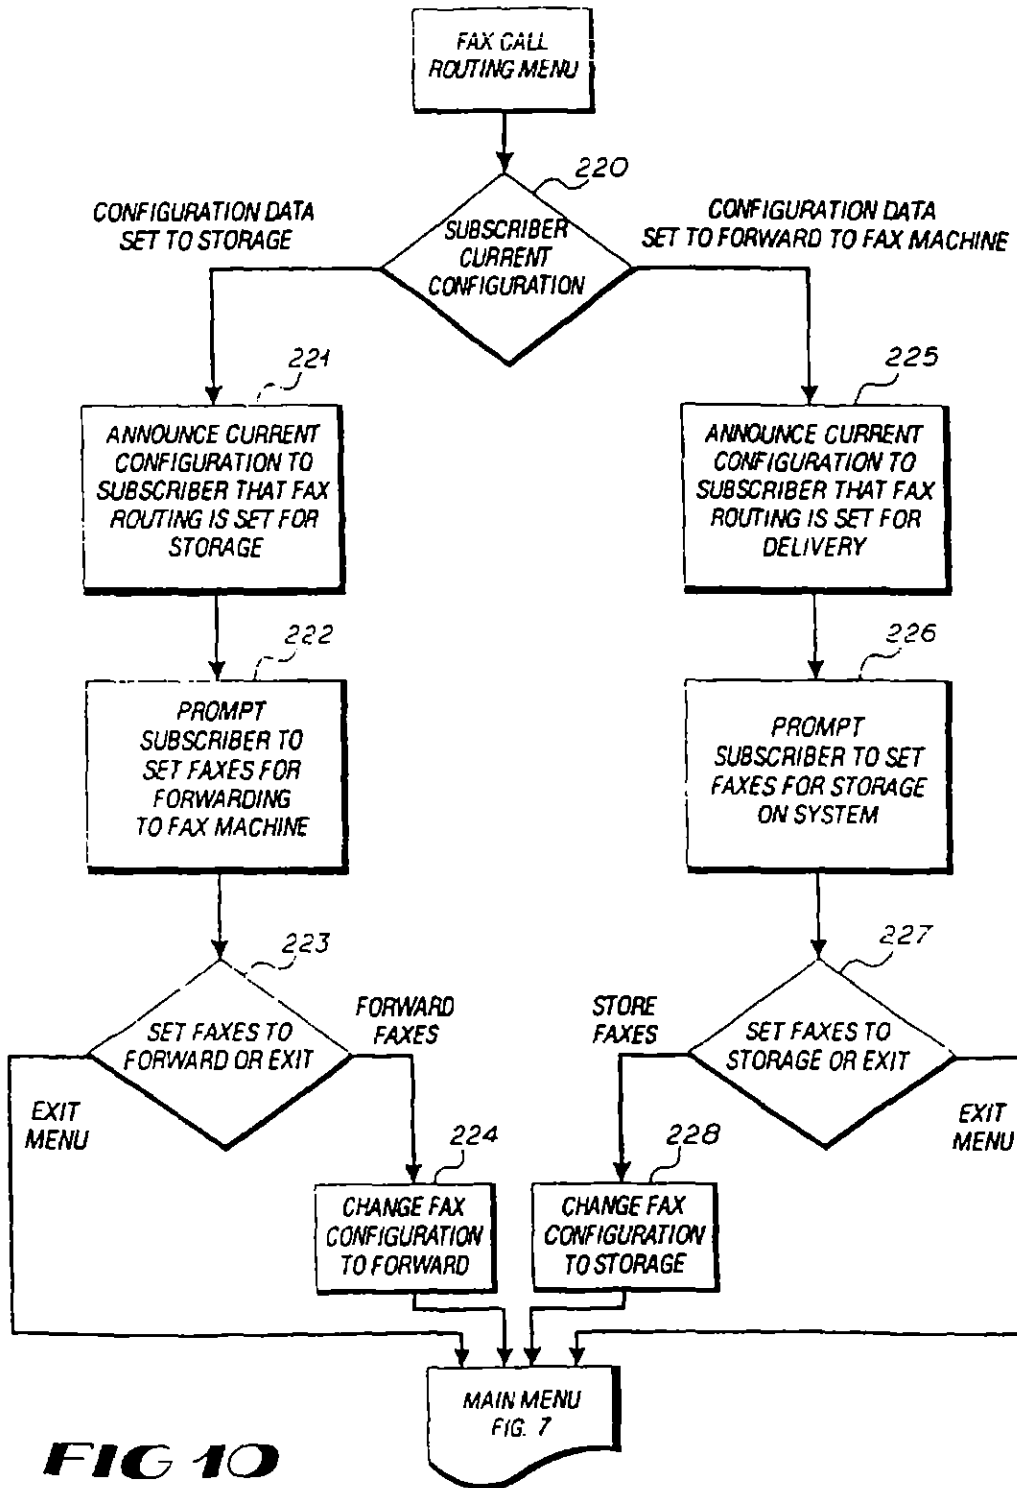 FAX CALL
ROUTING MENU
220
CONFIGURATION DATA
SET TO STORAGE
SUBSCRIBER
CURRENT
CONFIGURATION
CONFIGURATION DATA
SET TO FORWARD TO FAX MACHINE
221
ANNOUNCE CURRENT
CONFIGURATION TO
SUBSCRIBER THAT FAX
ROUTING IS SET FOR
STORAGE
225
ANNOUNCE CURRENT
CONFIGURATION TO
SUBSCRIBER THAT FAX
ROUTING IS SET FOR
DELIVERY
222
PROMPT
SUBSCRIBER TO
SET FAXES FOR
FORWARDING
TO FAX MACHINE
226
PROMPT
SUBSCRIBER TO SET
FAXES FOR STORAGE
ON SYSTEM
223
SET FAXES TO
FORWARD OR EXIT
FORWARD
FAXES
EXIT
MENU
227
STORE
FAXES
SET FAXES TO
STORAGE OR EXIT
EXIT
MENU
224
CHANGE FAX
CONFIGURATION
TO FORWARD
228
CHANGE FAX
CONFIGURATION
TO STORAGE
MAIN MENU
FIG. 7
FIG 10